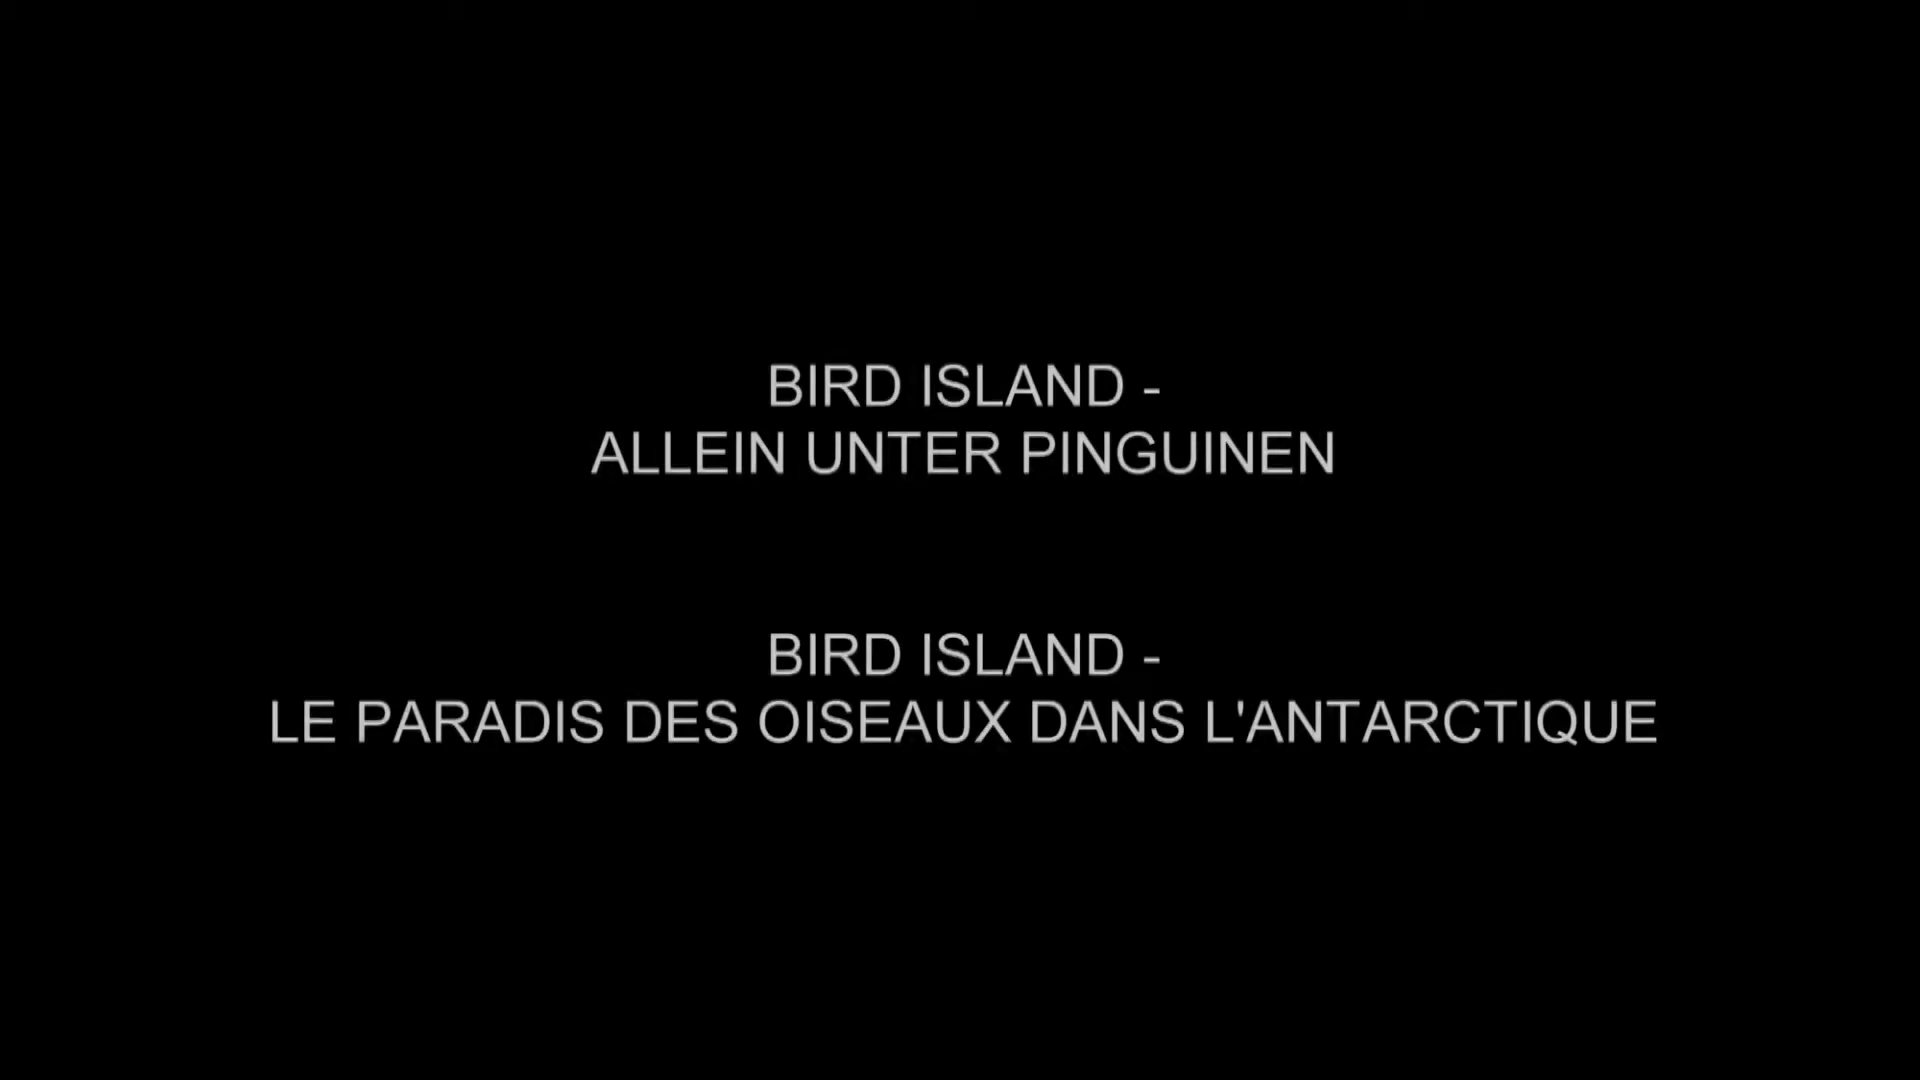 BIRD ISLAND -
ALLEIN UNTER PINGUINEN
BIRD ISLAND -
LE PARADIS DES OISEAUX DANS L'ANTARCTIQUE